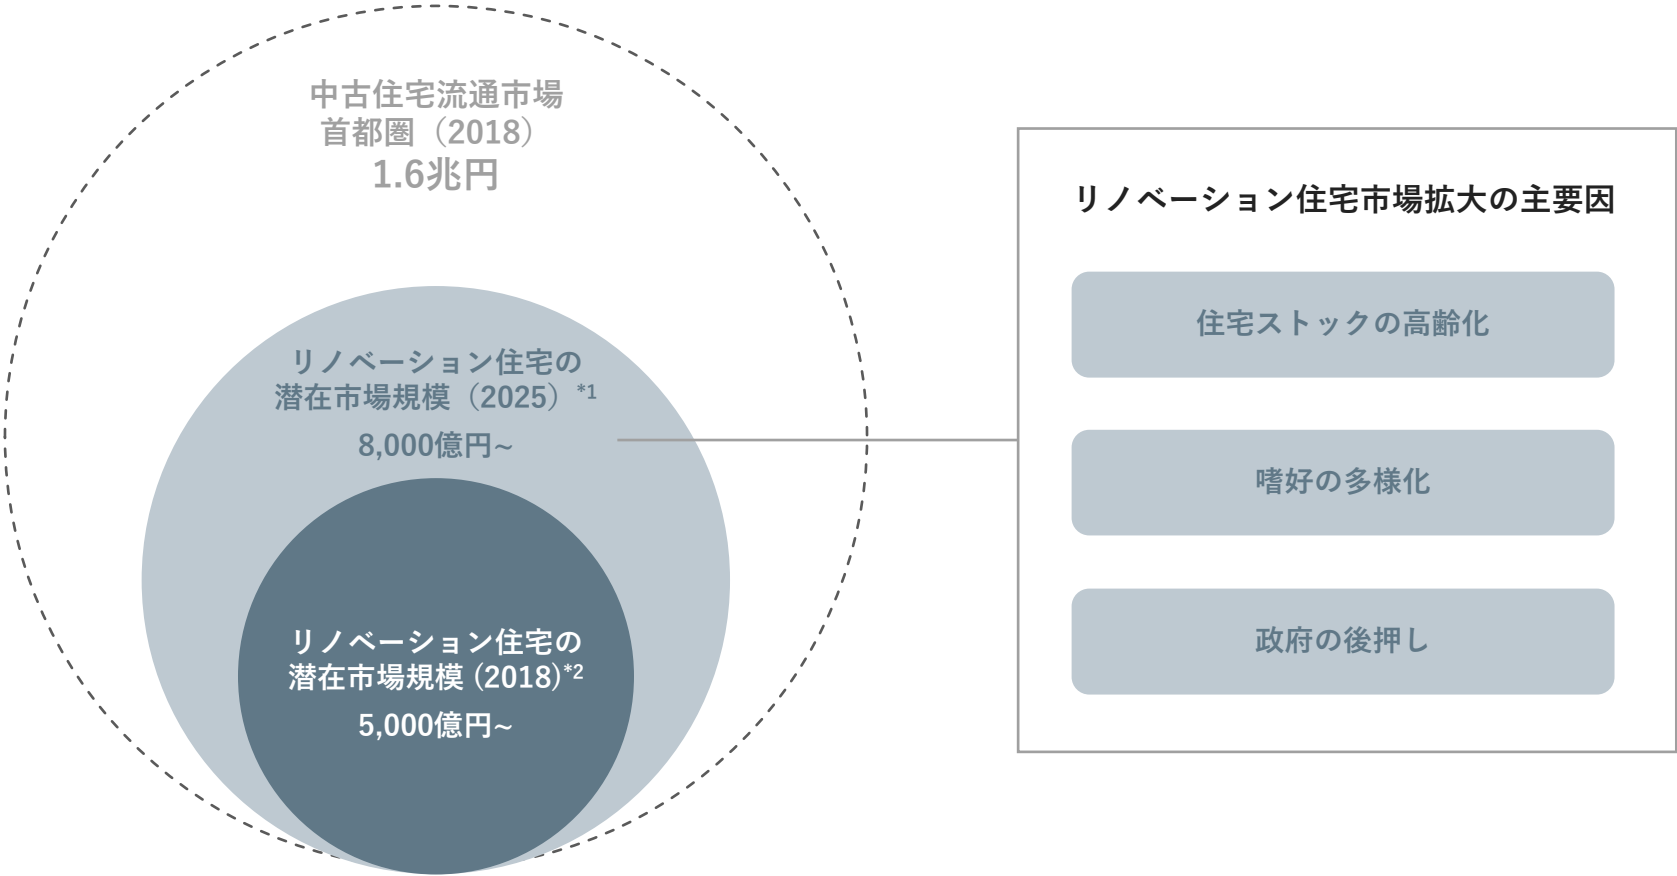 中古住宅流通市場
首都圏（2018）
1.6兆円
リノベーション住宅の
潜在市場規模（2025）*1
8,000億円~
リノベーション住宅の
潜在市場規模 (2018)*2
5,000億円~
リノベーション住宅市場拡大の主要因
住宅ストックの高齢化
嗜好の多様化
政府の後押し